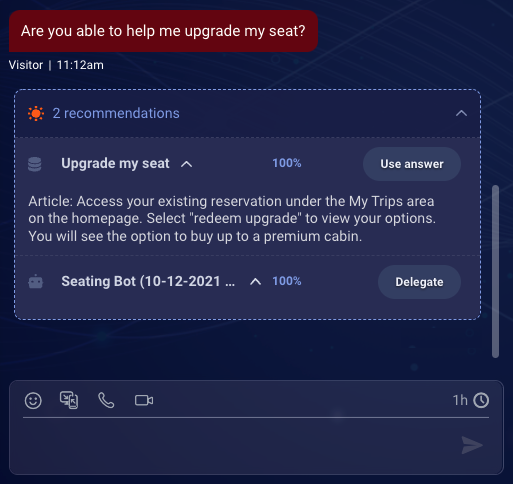 Are you able to help me upgrade my seat?
Visitor | 11:12am
2 recommendations
Upgrade my seat 100% Use answer
Article: Access your existing reservation under the My Trips area
on the homepage. Select "redeem upgrade" to view your options.
You will see the option to buy up to a premium cabin.
Seating Bot (10-12-2021 ... 100% Delegate
1h